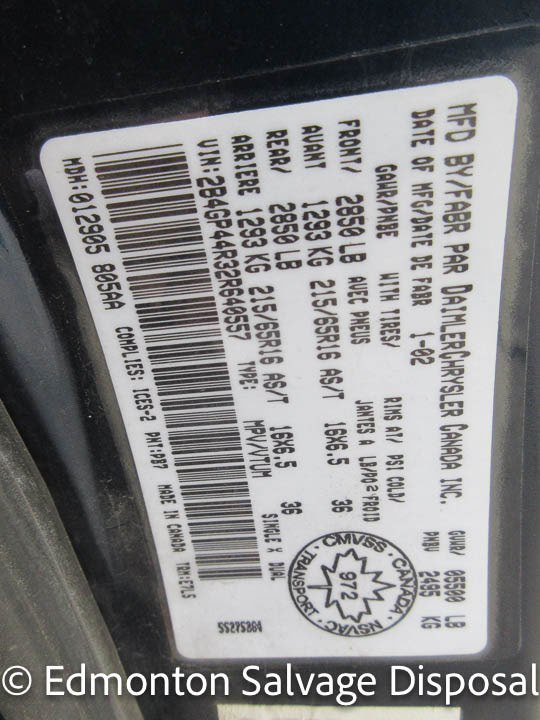 MFD BY/FABR PAR DAIMLERCHRYSLER CANADA INC.
DATE OF MFG/DATE DE FABR 1-02 GVWR/ 05500 LB
PNBV 2495 KG
GAWR/PNBE WITH TIRES/ RIMS AT/ PSI COLD/
AVEC PNEUS JANTES A LB/PO2 FROID
FRONT/ 2850 LB
AVANT 1293 KG 215/65R16 AS/T 16X6.5 36
REAR/ 2850 LB
ARRIERE 1293 KG 215/65R16 AS/T 16X6.5 36
VIN: 2B4GP44R32R640557 TYPE: MPV/VTUM SINGLE X DUAL
MDH:012905 805AA COMPLIES: ICES-2 PNT:PB7 MADE IN CANADA TRM:E7L5
CMVSS CANADA NSVAC TRANSPORT
972
© Edmonton Salvage Disposal